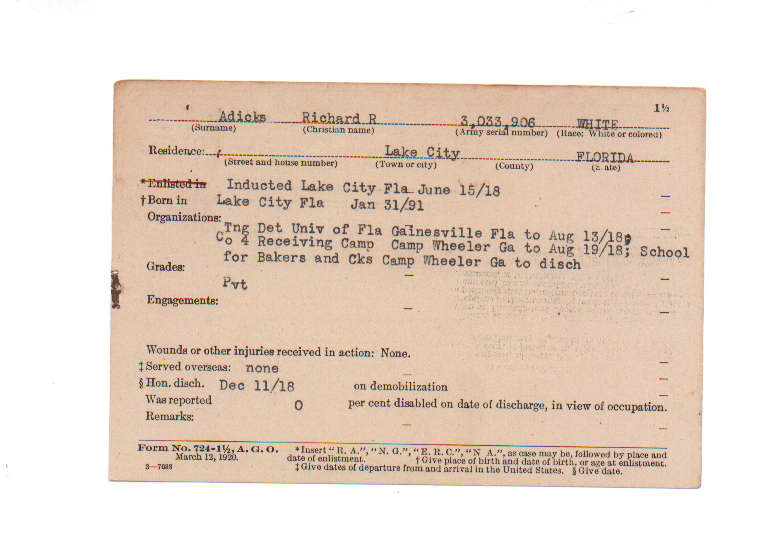 1½
Adicks Richard R 3,033,906 WHITE
(Surname) (Christian name) (Army serial number) (Race: White or colored)
Residence: Lake City FLORIDA
(Street and house number) (Town or city) (County)
*Enlisted in Inducted Lake City Fla June 15/18
†Born in Lake City Fla Jan 31/91
Organizations: Tng Det Univ of Fla Gainesville Fla to Aug 13/18;
Co 4 Receiving Camp Camp Wheeler Ga to Aug 19/18; School
for Bakers and Cks Camp Wheeler Ga to disch
Grades:
Pvt
Engagements:
Wounds or other injuries received in action: None.
‡Served overseas: none
§Hon. disch. Dec 11/18 on demobilization
Was reported 0 per cent disabled on date of discharge, in view of occupation.
Remarks:
Form No. 724-1½, A. G. O. *Insert "R. A.", "N. G.", "E. R. C.", "N A.", as case may be, followed by place and
March 12, 1920. date of enlistment. †Give place of birth and date of birth, or age at enlistment.
3—7688 ‡Give dates of departure from and arrival in the United States. §Give date.